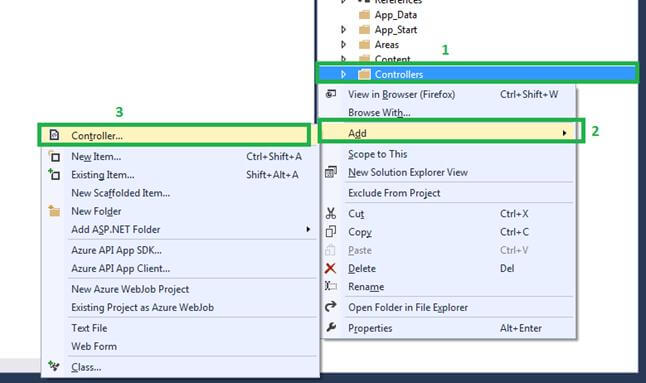 References
App_Data
App_Start
Areas
Content
1
Controllers
View in Browser (Firefox) Ctrl+Shift+W
Browse With...
Add
2
Scope to This
New Solution Explorer View
Exclude From Project
Cut Ctrl+X
Copy Ctrl+C
Paste Ctrl+V
Delete Del
Rename
Open Folder in File Explorer
Properties Alt+Enter
3
Controller...
New Item... Ctrl+Shift+A
Existing Item... Shift+Alt+A
New Scaffolded Item...
New Folder
Add ASP.NET Folder
Azure API App SDK...
Azure API App Client...
New Azure WebJob Project
Existing Project as Azure WebJob
Text File
Web Form
Class...